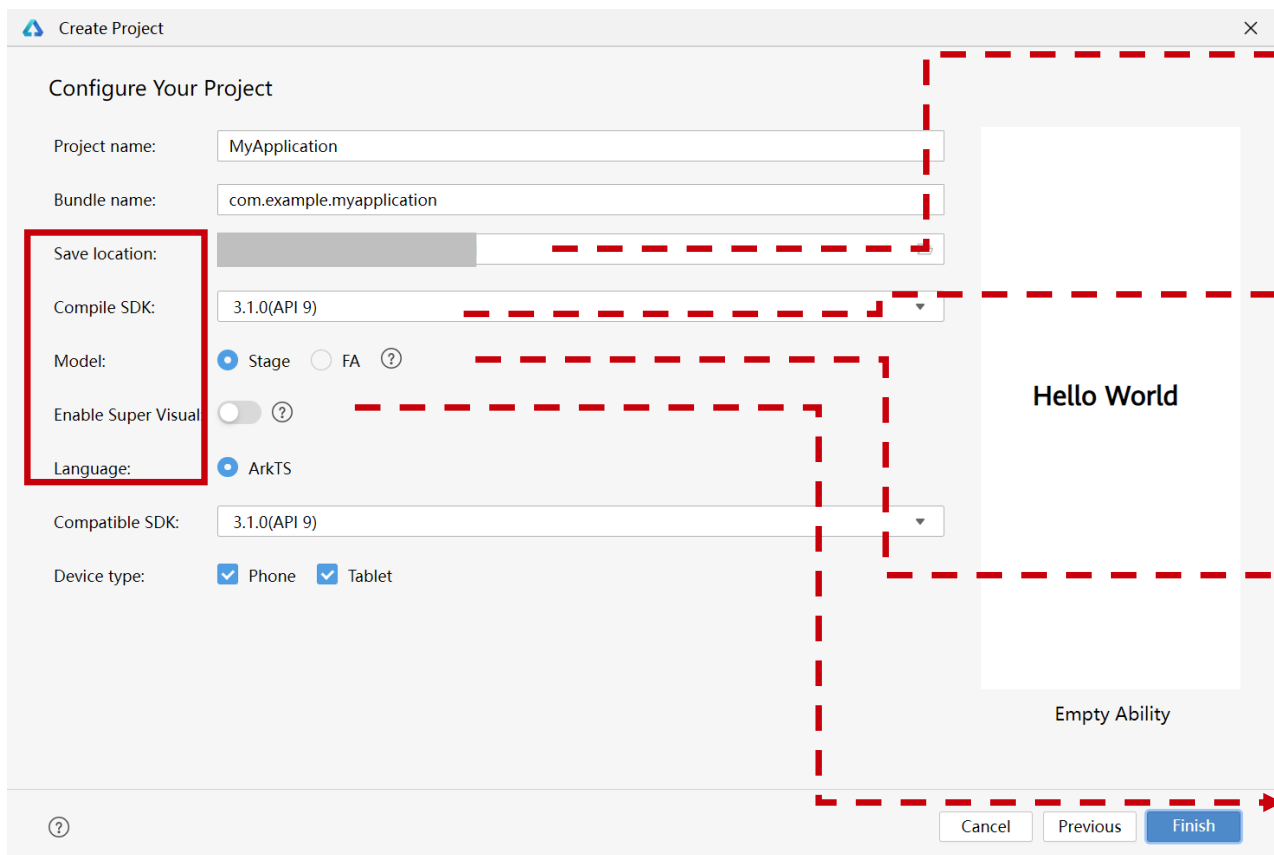 Create Project
Configure Your Project
Project name: MyApplication
Bundle name: com.example.myapplication
Save location:
Compile SDK: 3.1.0(API 9)
Model: Stage FA ?
Enable Super Visual: ?
Language: ArkTS
Compatible SDK: 3.1.0(API 9)
Device type: Phone Tablet
Hello World
Empty Ability
? Cancel Previous Finish